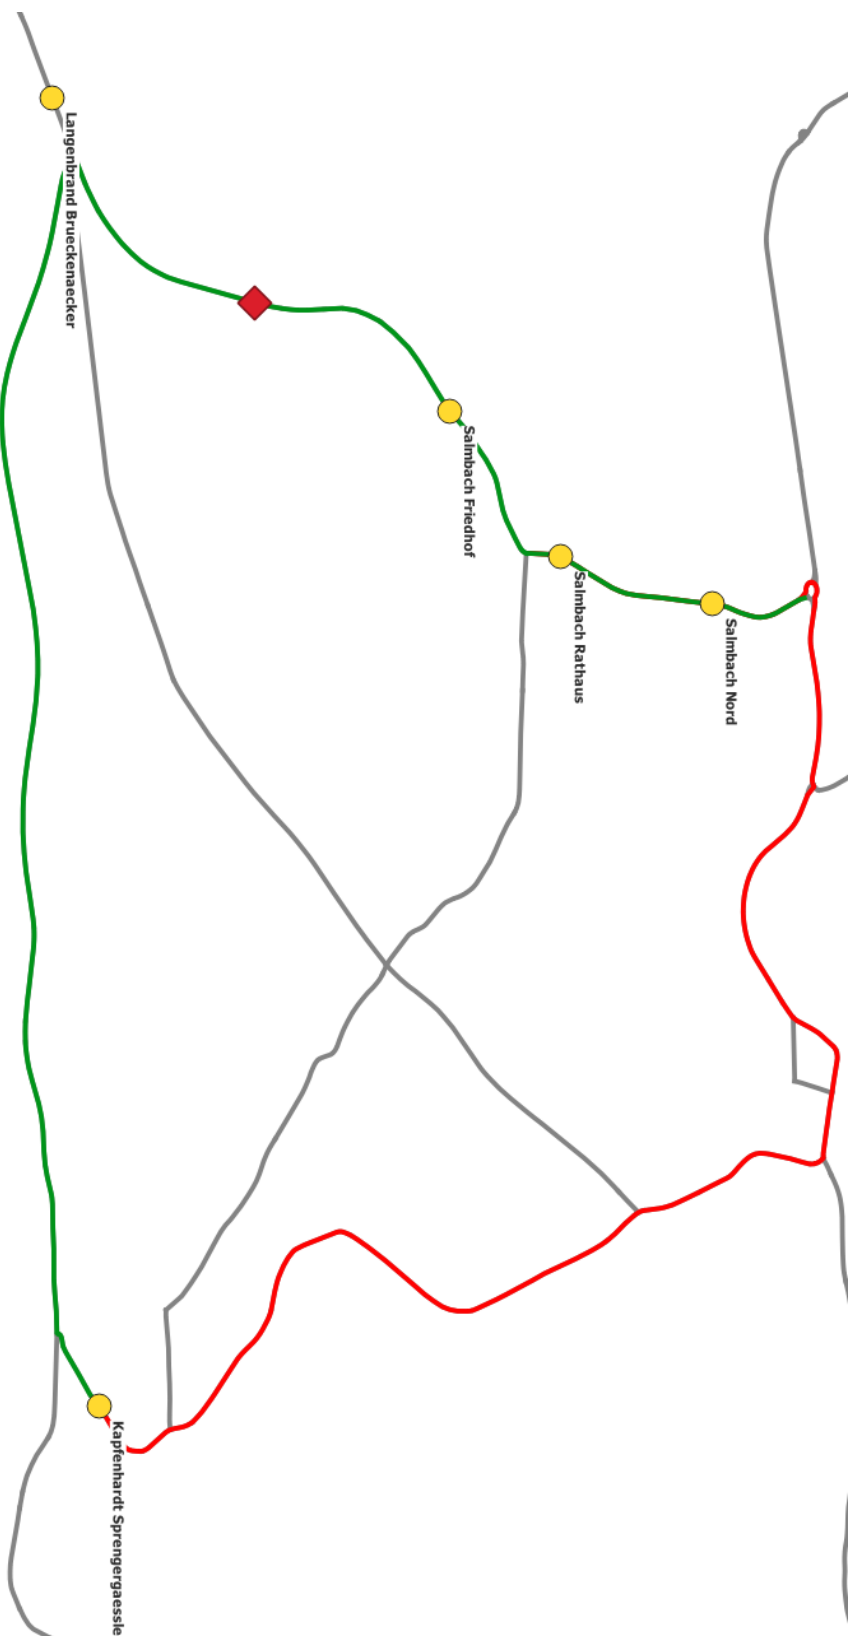 Langenbrand Brueckenaecker
Salmbach Friedhof
Salmbach Rathaus
Salmbach Nord
Kapfenhardt Sprengergaessle